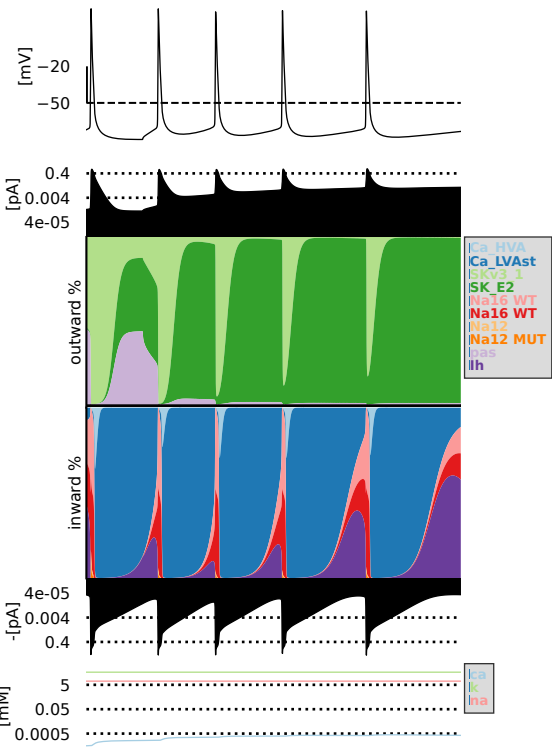 [mV]
−20
−50
[pA]
0.4
0.004
4e-05
outward %
Ca_HVA
Ca_LVAst
SKv3_1
SK_E2
Na16 WT
Na16 WT
Na12
Na12 MUT
pas
Ih
inward %
-[pA]
4e-05
0.004
0.4
[mM]
5
0.05
0.0005
ca
k
na